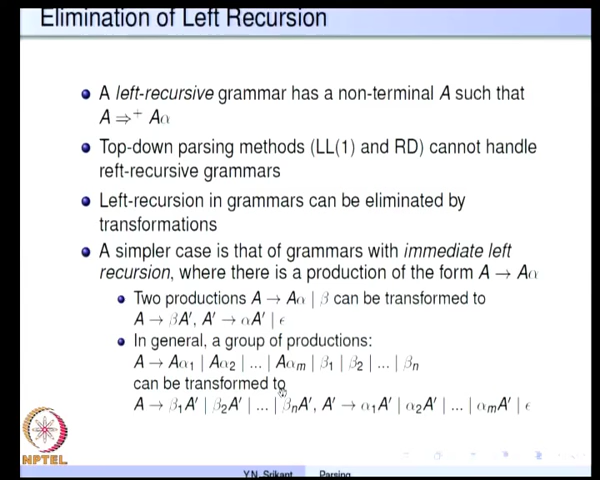 Elimination of Left Recursion
A left-recursive grammar has a non-terminal A such that
A ⇒⁺ Aα
Top-down parsing methods (LL(1) and RD) cannot handle
reft-recursive grammars
Left-recursion in grammars can be eliminated by
transformations
A simpler case is that of grammars with immediate left
recursion, where there is a production of the form A → Aα
Two productions A → Aα | β can be transformed to
A → βA′, A′ → αA′ | ϵ
In general, a group of productions:
A → Aα₁ | Aα₂ | ... | Aαₘ | β₁ | β₂ | ... | βₙ
can be transformed to
A → β₁A′ | β₂A′ | ... | βₙA′, A′ → α₁A′ | α₂A′ | ... | αₘA′ | ϵ
NPTEL
Y.N. Srikant Parsing